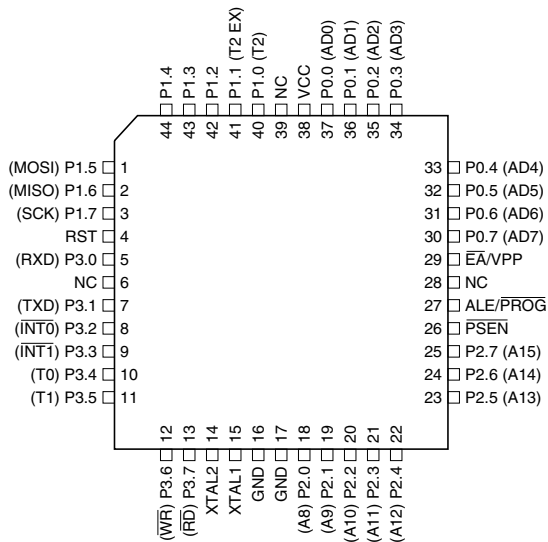 P1.4
P1.3
P1.2
P1.1 (T2 EX)
P1.0 (T2)
NC
VCC
P0.0 (AD0)
P0.1 (AD1)
P0.2 (AD2)
P0.3 (AD3)
44
43
42
41
40
39
38
37
36
35
34
(MOSI) P1.5 1
(MISO) P1.6 2
(SCK) P1.7 3
RST 4
(RXD) P3.0 5
NC 6
(TXD) P3.1 7
(INT0) P3.2 8
(INT1) P3.3 9
(T0) P3.4 10
(T1) P3.5 11
33 P0.4 (AD4)
32 P0.5 (AD5)
31 P0.6 (AD6)
30 P0.7 (AD7)
29 EA/VPP
28 NC
27 ALE/PROG
26 PSEN
25 P2.7 (A15)
24 P2.6 (A14)
23 P2.5 (A13)
12
13
14
15
16
17
18
19
20
21
22
(WR) P3.6
(RD) P3.7
XTAL2
XTAL1
GND
GND
(A8) P2.0
(A9) P2.1
(A10) P2.2
(A11) P2.3
(A12) P2.4